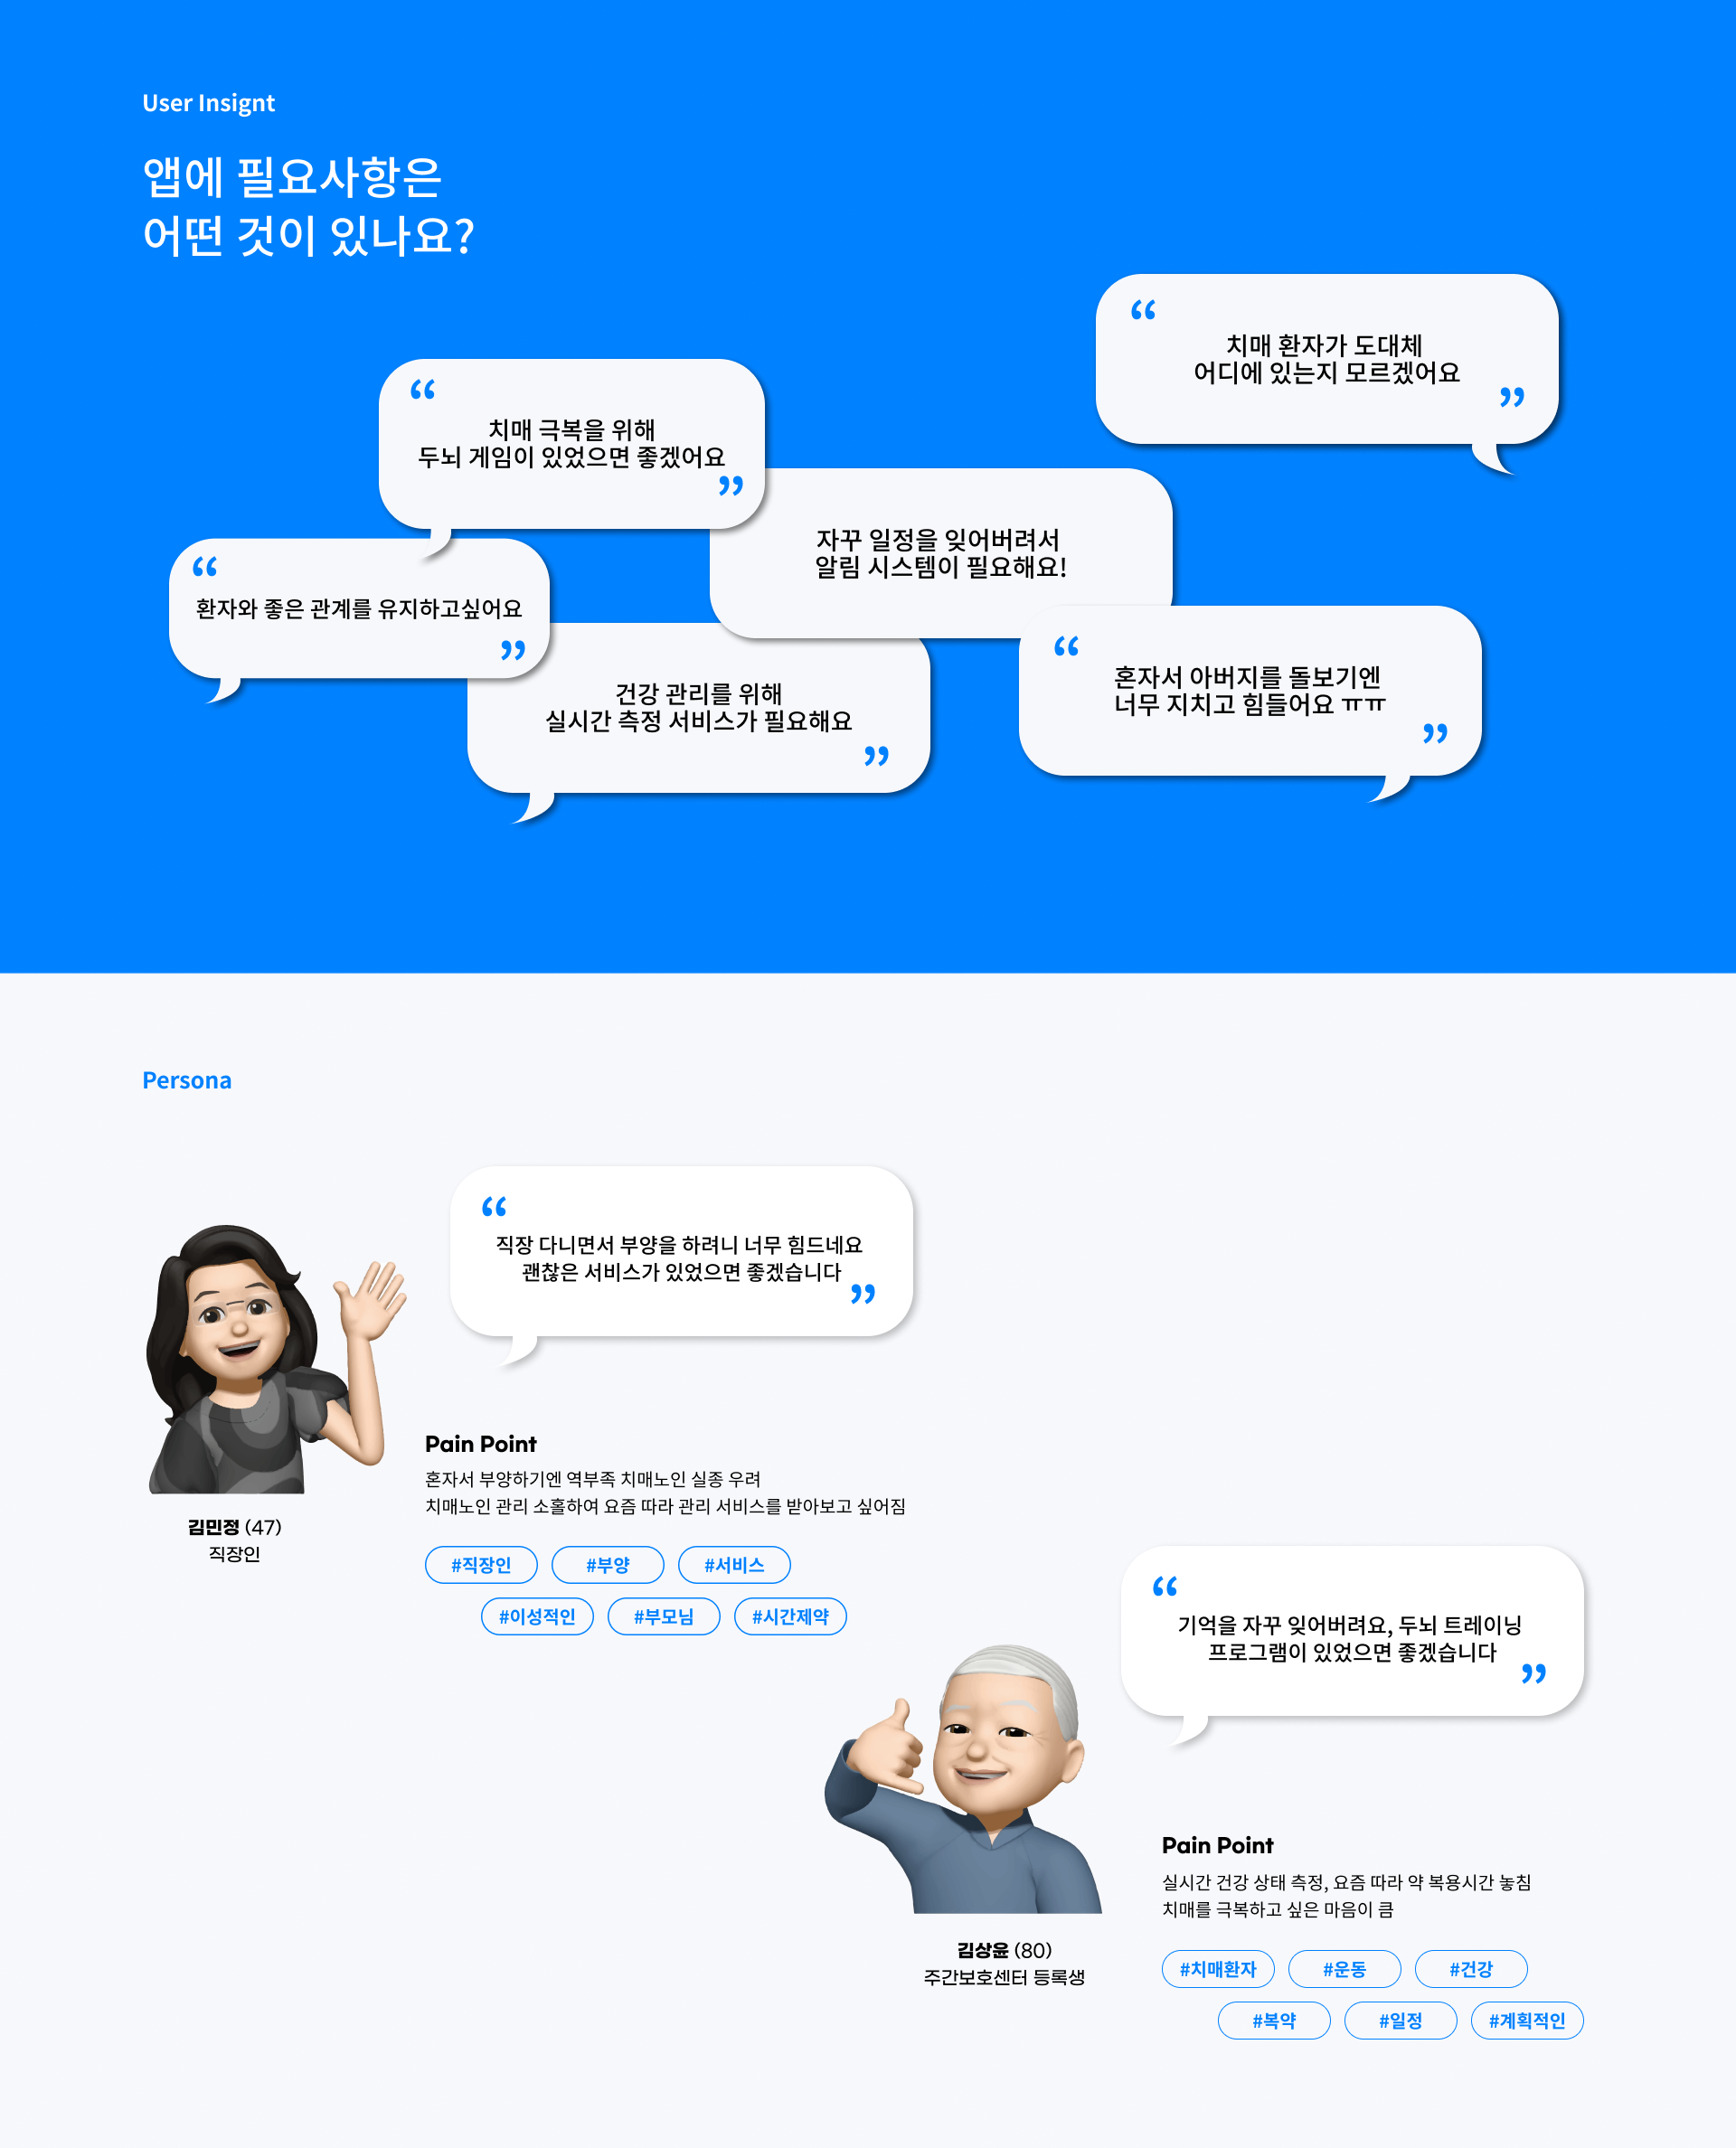 User Insignt
앱에 필요사항은
어떤 것이 있나요?
“
치매 환자가 도대체
어디에 있는지 모르겠어요
”
“
치매 극복을 위해
두뇌 게임이 있었으면 좋겠어요
”
자꾸 일정을 잊어버려서
알림 시스템이 필요해요!
“
환자와 좋은 관계를 유지하고싶어요
”
건강 관리를 위해
실시간 측정 서비스가 필요해요
”
“
혼자서 아버지를 돌보기엔
너무 지치고 힘들어요 ㅠㅠ
”
Persona
“
직장 다니면서 부양을 하려니 너무 힘드네요
괜찮은 서비스가 있었으면 좋겠습니다
”
김민정 (47)
직장인
Pain Point
혼자서 부양하기엔 역부족 치매노인 실종 우려
치매노인 관리 소홀하여 요즘 따라 관리 서비스를 받아보고 싶어짐
#직장인 #부양 #서비스
#이성적인 #부모님 #시간제약
“
기억을 자꾸 잊어버려요, 두뇌 트레이닝
프로그램이 있었으면 좋겠습니다
”
김상윤 (80)
주간보호센터 등록생
Pain Point
실시간 건강 상태 측정, 요즘 따라 약 복용시간 놓침
치매를 극복하고 싶은 마음이 큼
#치매환자 #운동 #건강
#복약 #일정 #계획적인